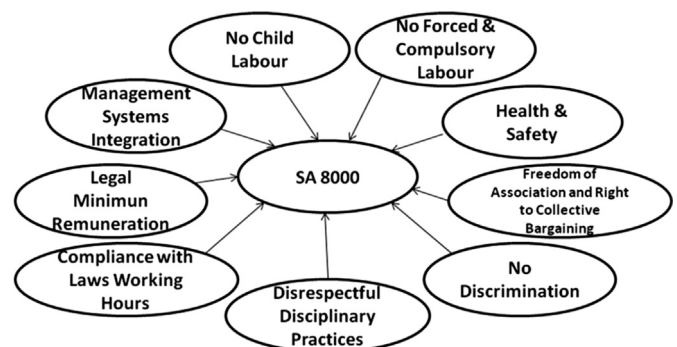 No Child
Labour
No Forced &
Compulsory
Labour
Management
Systems
Integration
Health &
Safety
SA 8000
Legal
Minimun
Remuneration
Freedom of
Association and Right
to Collective
Bargaining
Compliance with
Laws Working
Hours
No
Discrimination
Disrespectful
Disciplinary
Practices